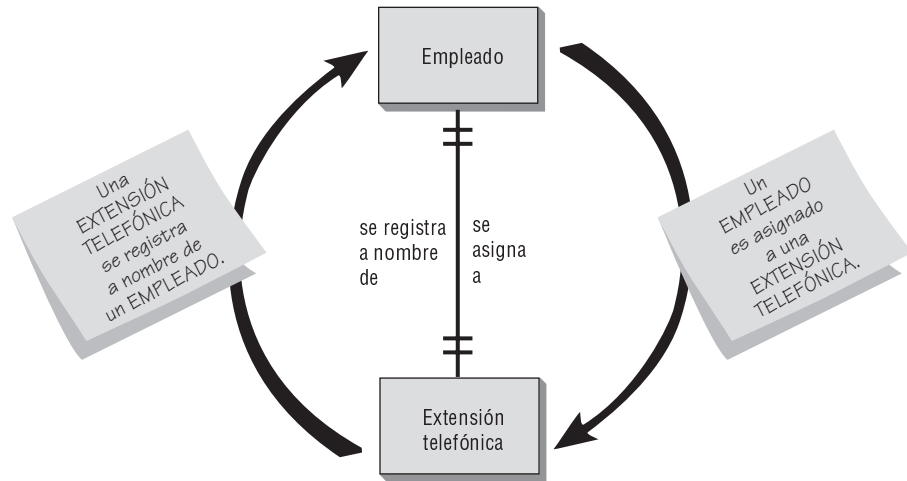 Empleado
Una
EXTENSIÓN
TELEFÓNICA
se registra
a nombre de
un EMPLEADO.
se registra
a nombre
de
se
asigna
a
Un
EMPLEADO
es asignado
a una
EXTENSIÓN
TELEFÓNICA.
Extensión
telefónica